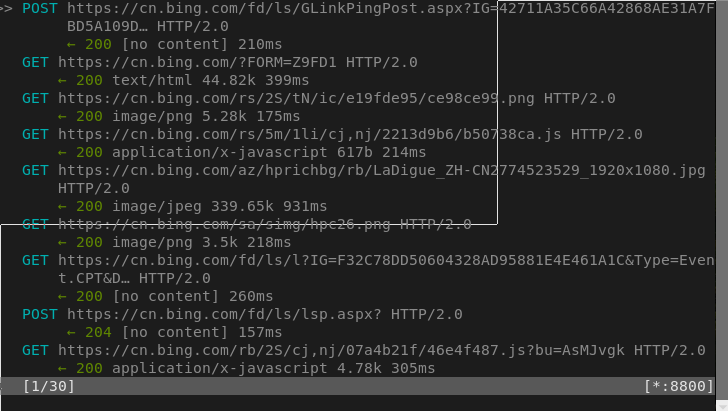 >> POST https://cn.bing.com/fd/ls/GLinkPingPost.aspx?IG=42711A35C66A42868AE31A7F
BD5A109D… HTTP/2.0
← 200 [no content] 210ms
GET https://cn.bing.com/?FORM=Z9FD1 HTTP/2.0
← 200 text/html 44.82k 399ms
GET https://cn.bing.com/rs/2S/tN/ic/e19fde95/ce98ce99.png HTTP/2.0
← 200 image/png 5.28k 175ms
GET https://cn.bing.com/rs/5m/1li/cj,nj/2213d9b6/b50738ca.js HTTP/2.0
← 200 application/x-javascript 617b 214ms
GET https://cn.bing.com/az/hprichbg/rb/LaDigue_ZH-CN2774523529_1920x1080.jpg
HTTP/2.0
← 200 image/jpeg 339.65k 931ms
GET https://cn.bing.com/sa/simg/hpc26.png HTTP/2.0
← 200 image/png 3.5k 218ms
GET https://cn.bing.com/fd/ls/l?IG=F32C78DD50604328AD95881E4E461A1C&Type=Even
t.CPT&D… HTTP/2.0
← 200 [no content] 260ms
POST https://cn.bing.com/fd/ls/lsp.aspx? HTTP/2.0
← 204 [no content] 157ms
GET https://cn.bing.com/rb/2S/cj,nj/07a4b21f/46e4f487.js?bu=AsMJvgk HTTP/2.0
← 200 application/x-javascript 4.78k 305ms
[1/30] [*:8800]